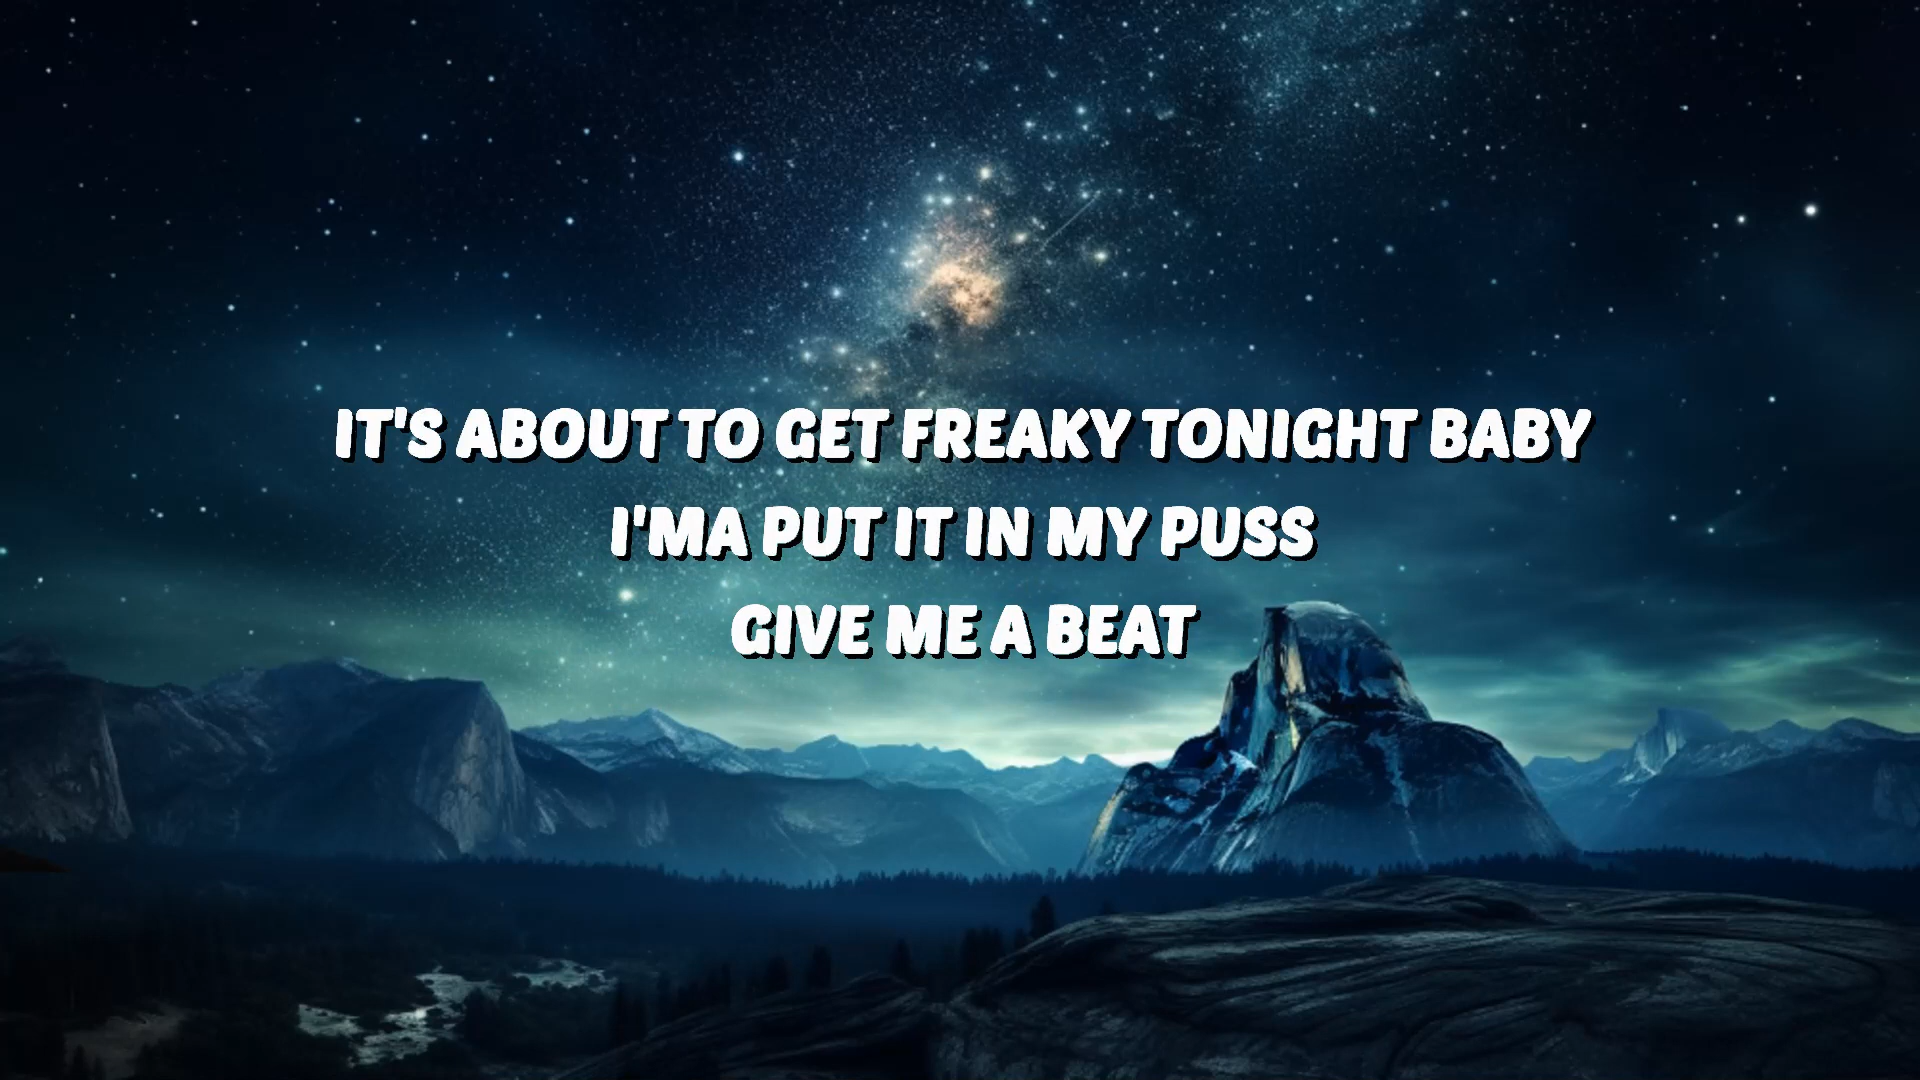 IT'S ABOUT TO GET FREAKY TONIGHT BABY
I'MA PUT IT IN MY PUSS
GIVE ME A BEAT